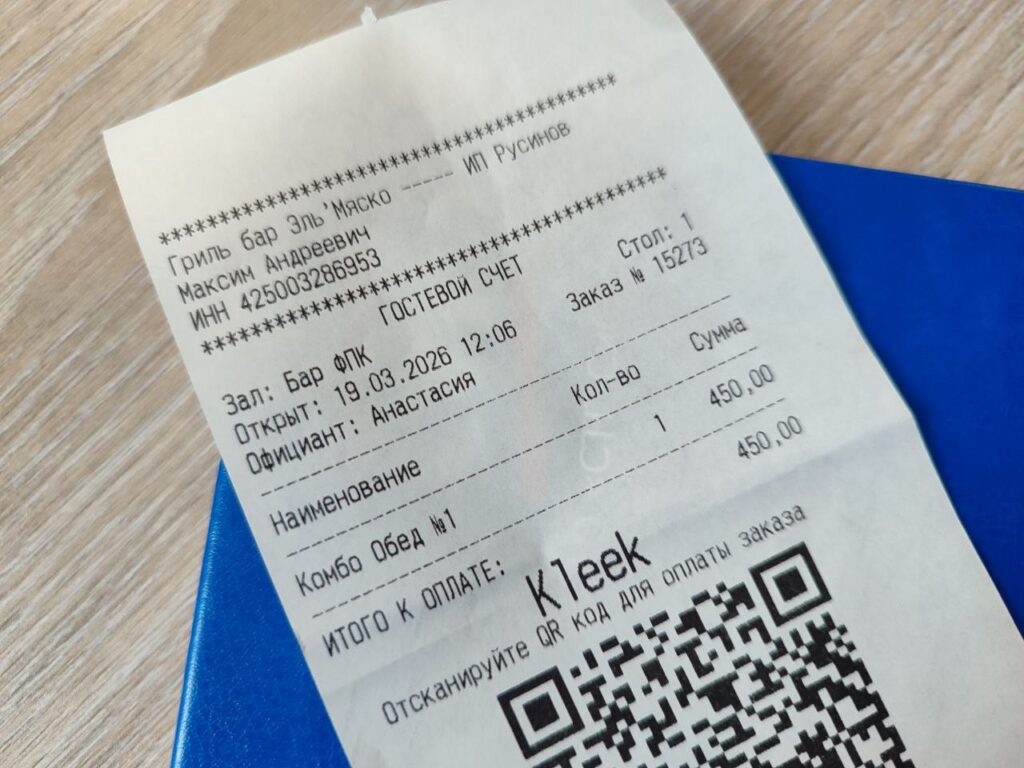 ****************************************
Гриль бар Эль'Мяско ----- ИП Русинов
Максим Андреевич
ИНН 425003286953
****************************************
ГОСТЕВОЙ СЧЕТ
Стол: 1
Зал: Бар ФПК
Заказ № 15273
Открыт: 19.03.2026 12:06
Официант: Анастасия
Наименование Кол-во Сумма
Комбо Обед №1 1 450,00
ИТОГО К ОПЛАТЕ: 450,00
Kleek
Отсканируйте QR код для оплаты заказа